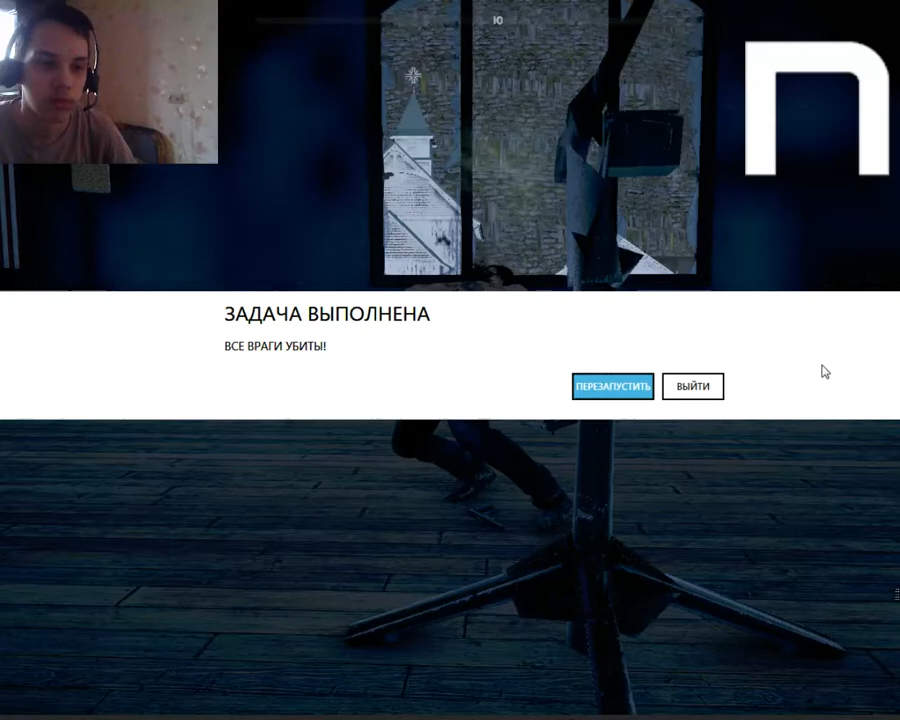 Ю
П
ЗАДАЧА ВЫПОЛНЕНА
ВСЕ ВРАГИ УБИТЫ!
ПЕРЕЗАПУСТИТЬ
ВЫЙТИ